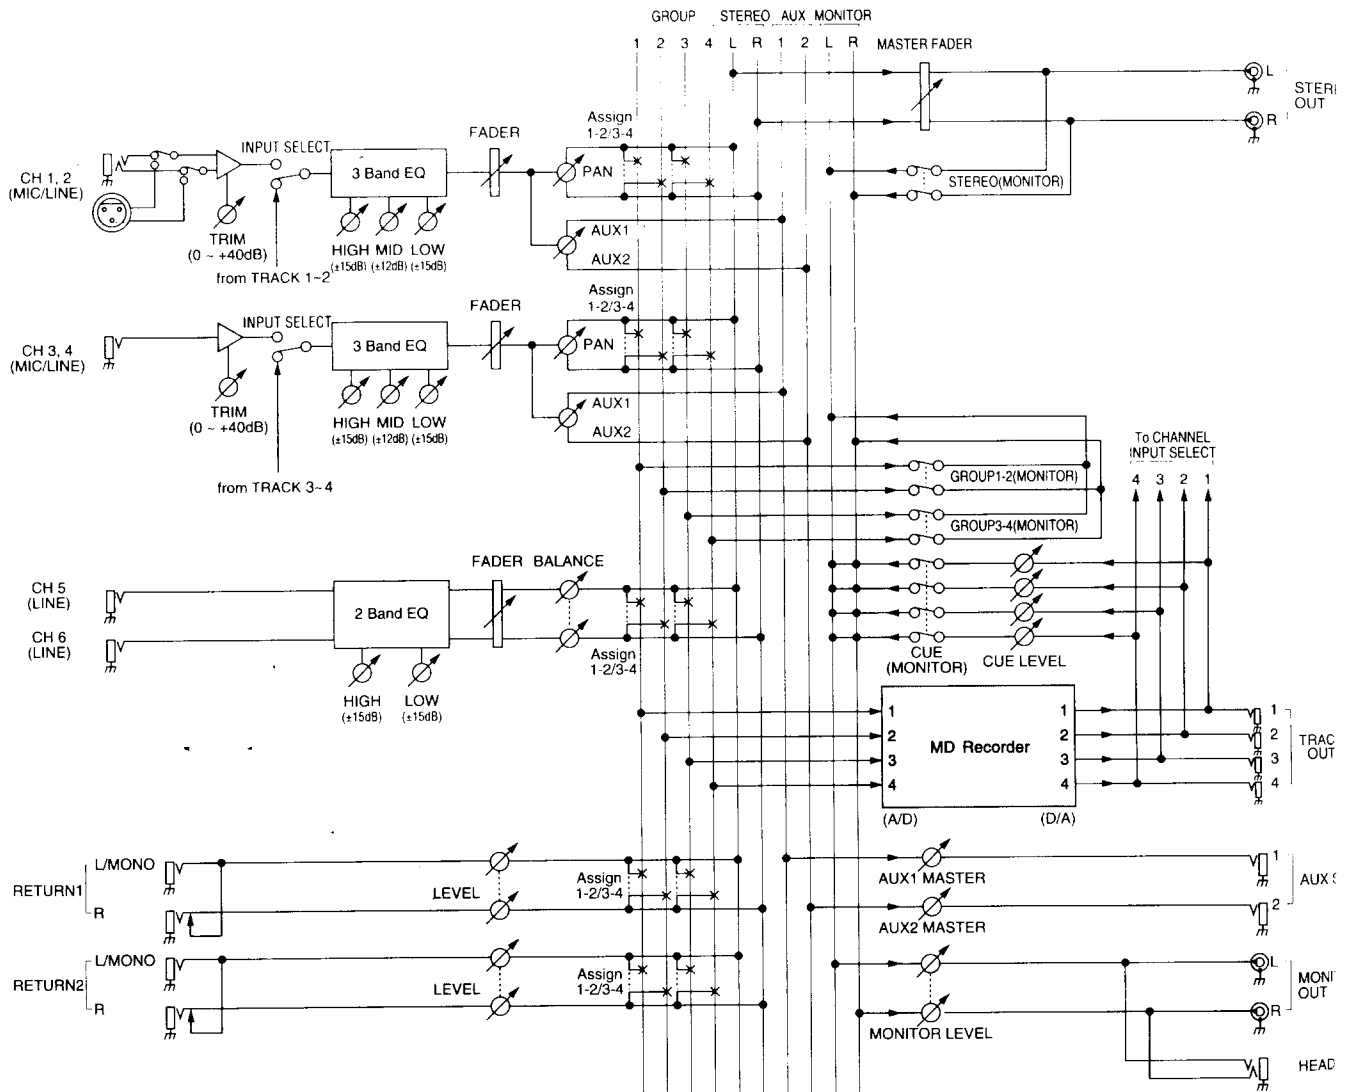 GROUP STEREO AUX MONITOR
1 2 3 4 L R 1 2 L R MASTER FADER
L
STER
OUT
R
Assign
1-2/3-4
FADER
INPUT SELECT
CH 1, 2
(MIC/LINE)
3 Band EQ
PAN
STEREO(MONITOR)
TRIM
(0 ~ +40dB)
HIGH MID LOW
(±15dB) (±12dB) (±15dB)
AUX1
AUX2
from TRACK 1~2
Assign
1-2/3-4
FADER
INPUT SELECT
CH 3, 4
(MIC/LINE)
3 Band EQ
PAN
TRIM
(0 ~ +40dB)
HIGH MID LOW
(±15dB) (±12dB) (±15dB)
AUX1
AUX2
from TRACK 3~4
To CHANNEL
INPUT SELECT
4 3 2 1
GROUP1-2(MONITOR)
GROUP3-4(MONITOR)
CUE
(MONITOR)
CUE LEVEL
CH 5
(LINE)
CH 6
(LINE)
2 Band EQ
FADER BALANCE
HIGH
(±15dB)
LOW
(±15dB)
Assign
1-2/3-4
1 1 1
2 MD Recorder 2 2
3 3 3
4 4 4
TRAC
OUT
(A/D) (D/A)
RETURN1
L/MONO
R
LEVEL
Assign
1-2/3-4
AUX1 MASTER
1
AUX S
AUX2 MASTER
2
RETURN2
L/MONO
R
LEVEL
Assign
1-2/3-4
L
MONI
OUT
R
MONITOR LEVEL
HEAD